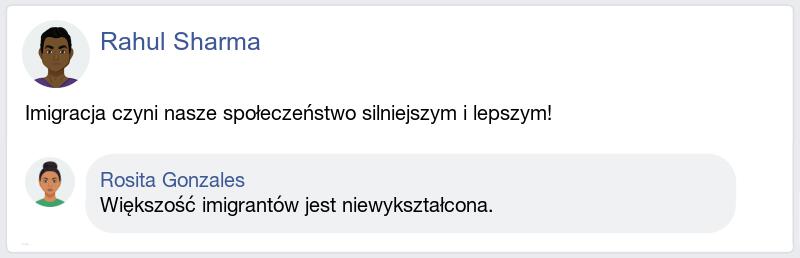 Rahul Sharma
Imigracja czyni nasze społeczeństwo silniejszym i lepszym!
Rosita Gonzales
Większość imigrantów jest niewykształcona.